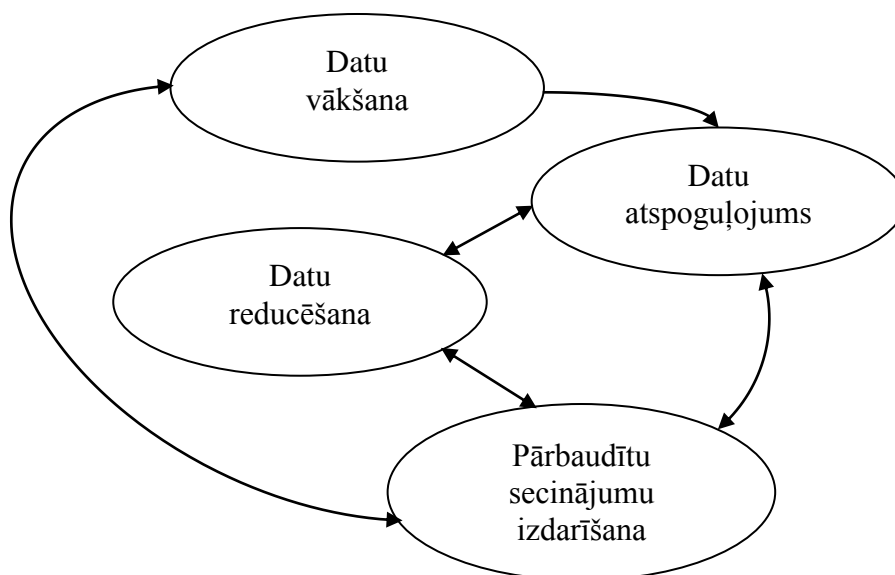 Datu
vākšana
Datu
atspoguļojums
Datu
reducēšana
Pārbaudītu
secinājumu
izdarīšana